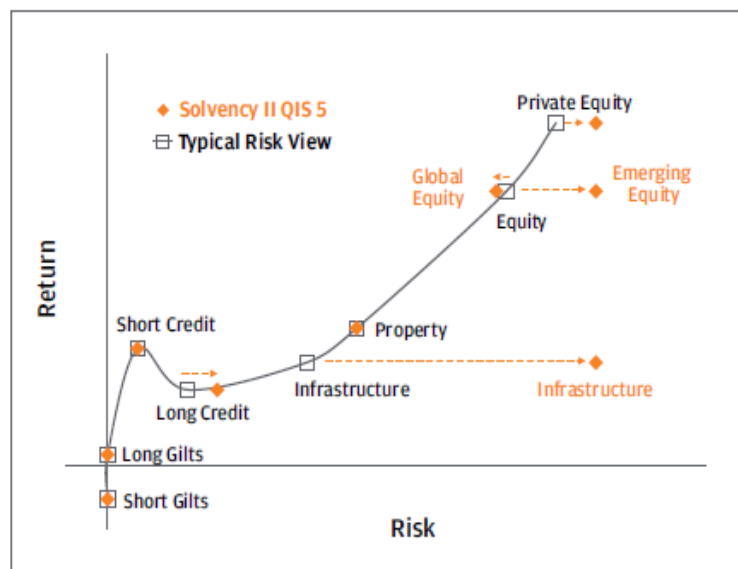 Private Equity
Solvency II QIS 5
Typical Risk View
Global
Equity
Emerging
Equity
Equity
Return
Short Credit
Property
Infrastructure
Infrastructure
Long Credit
Long Gilts
Short Gilts
Risk